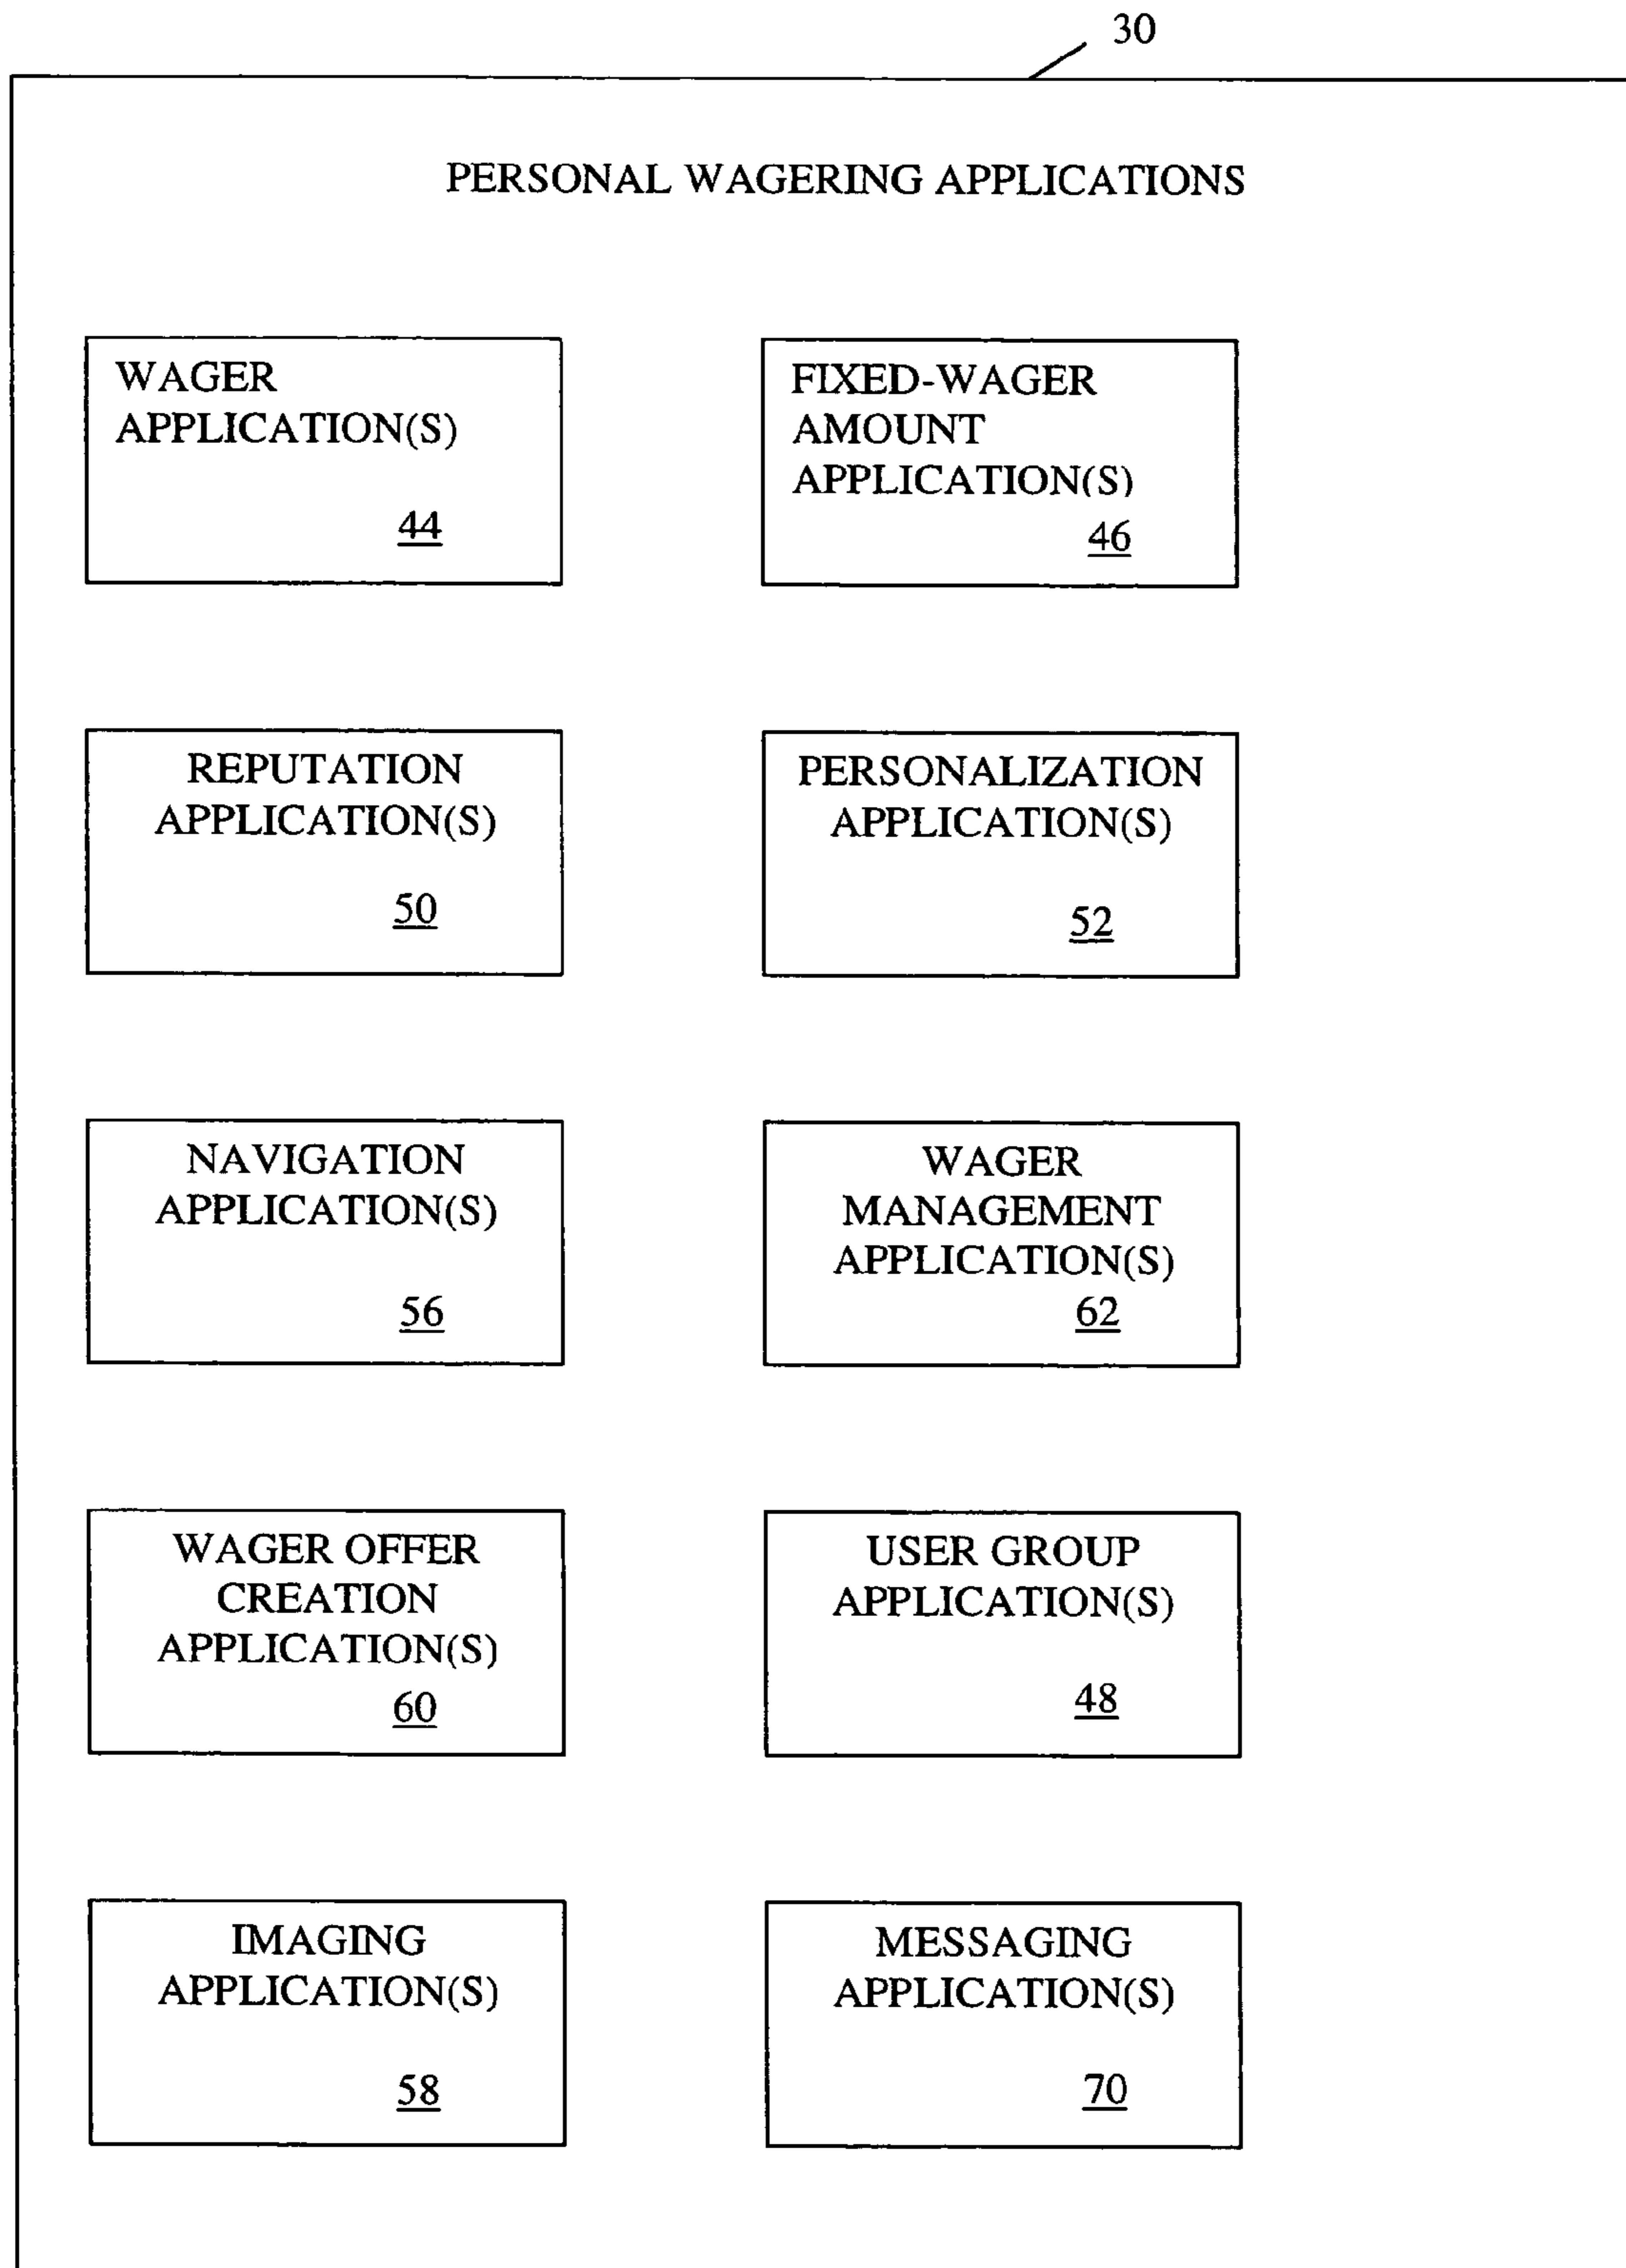 30
PERSONAL WAGERING APPLICATIONS
WAGER
APPLICATION(S)
44
FIXED-WAGER
AMOUNT
APPLICATION(S)
46
REPUTATION
APPLICATION(S)
50
PERSONALIZATION
APPLICATION(S)
52
NAVIGATION
APPLICATION(S)
56
WAGER
MANAGEMENT
APPLICATION(S)
62
WAGER OFFER
CREATION
APPLICATION(S)
60
USER GROUP
APPLICATION(S)
48
IMAGING
APPLICATION(S)
58
MESSAGING
APPLICATION(S)
70